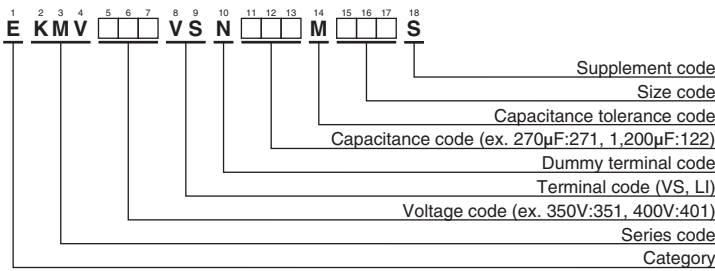 1 2 3 4 5 6 7 8 9 10 11 12 13 14 15 16 17 18
E KMV VS N M S
Supplement code
Size code
Capacitance tolerance code
Capacitance code (ex. 270µF:271, 1,200µF:122)
Dummy terminal code
Terminal code (VS, LI)
Voltage code (ex. 350V:351, 400V:401)
Series code
Category